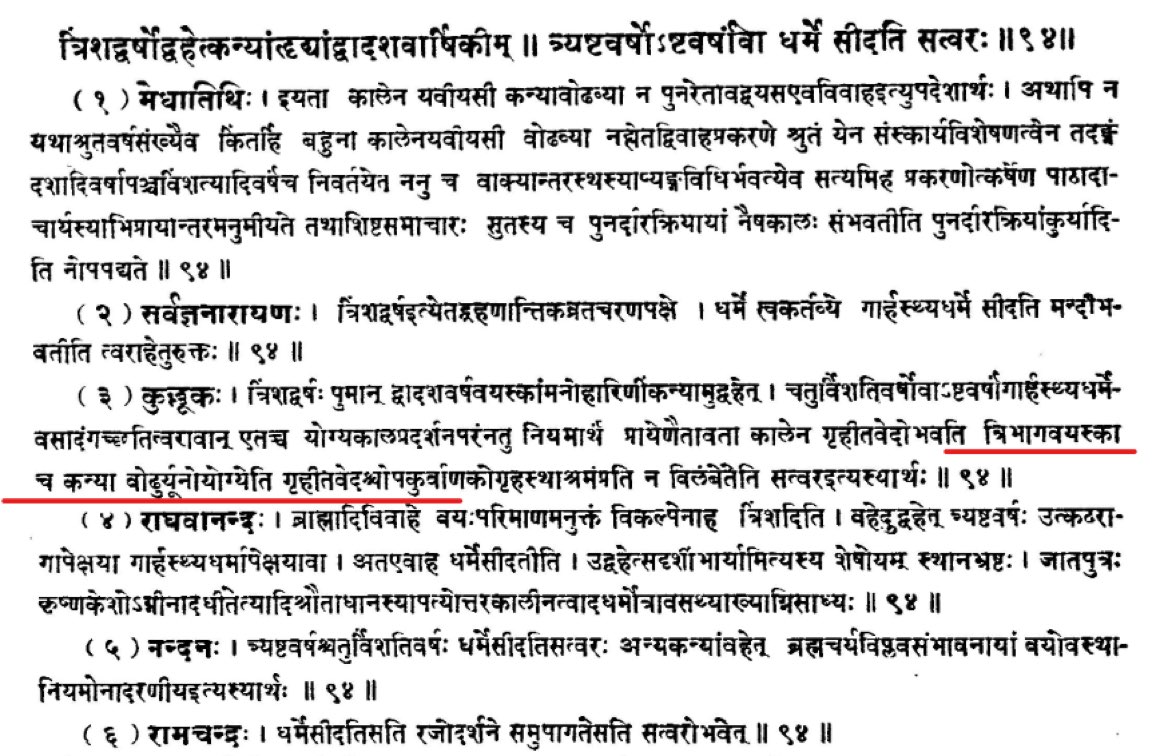 त्रिंशद्वर्षोद्वहेत्कन्यांत्दृद्यांद्वादशवार्षिकीम् ॥ त्र्यष्टवर्षोऽष्टवर्षांवा धर्मे सीदति सत्वरः ॥ ९४ ॥
( १ ) मेधातिथिः । इयता कालेन यवीयसी कन्यावोढव्या न पुनरेतावद्वयसएवविवाहइत्युपदेशार्थः । अथापि न
यथाश्रुतवर्षसंख्यैव किंतर्हि बहुना कालेनयवीयसी वोढव्या नह्येतद्विवाहप्रकरणे श्रुतं येन संस्कार्यविशेषणत्वेन तदङ्गं
दशादिवर्षापञ्चविंशत्यादिवर्षंच निवर्तयेत ननु च वाक्यान्तरस्थस्याप्यङ्गविधिर्भवत्येव सत्यमिह प्रकरणोत्कर्षेण पाठादा-
चार्यस्याभिप्रायान्तरमनुमीयते तथाशिष्टसमाचारः सुतस्य च पुनर्दारक्रियायां नैषकालः संभवतीति पुनर्दारक्रियांकुर्यादि-
ति नोपपद्यते ॥ ९४ ॥
( २ ) सर्वज्ञनारायणः । त्रिंशद्वर्षइत्येतद्ग्रहणान्तिकव्रतचरणपक्षे । धर्मे त्वकर्तव्ये गार्हस्थ्यधर्मे सीदति मन्दीभ-
वतीति त्वराहेतुरुक्तः ॥ ९४ ॥
( ३ ) कुल्लूकः । त्रिंशद्वर्षः पुमान् द्वादशवर्षवयस्कांमनोहारिणींकन्यामुद्वहेत् । चतुर्विंशतिवर्षोवाऽष्टवर्षांगार्हस्थ्यधर्मे-
वसादंगच्छतित्वरावान् एतच्च योग्यकालप्रदर्शनपरंनतु नियमार्थं प्रायेणैतावता कालेन गृहीतवेदोभवति त्रिभागवयस्का
च कन्या वोढुर्यूनोयोग्येति गृहीतवेदश्चोपकुर्वाणकोगृहस्थाश्रमंप्रति न विलंबेतेति सत्वरइत्यस्यार्थः ॥ ९४ ॥
( ४ ) राघवानन्दः । ब्राह्मादिविवाहे वयःपरिमाणमनुक्तं विकल्पेनाह त्रिंशदिति । वहेदुद्वहेत् त्र्यष्टवर्षः उत्कठरा-
गापेक्षया गार्हस्थ्यधर्मापेक्षयावा । अतएवाह धर्मेसीदतीति । उद्वहेत्सदृशींभार्यामित्यस्य शेषोयम् स्थानभ्रष्टः । जातपुत्रः
कृष्णकेशोऽग्नीनादधीतेत्यादिश्रौताधानस्यापत्योत्तरकालीनत्वादधर्मोत्रावसथ्याख्याग्निसाध्यः ॥ ९४ ॥
( ५ ) नन्दनः । त्र्यष्टवर्षश्चतुर्विंशतिवर्षः धर्मेसीदतिसत्वरः अन्यकन्यांवहेत् ब्रह्मचर्यविप्लवसंभावनायां वयोवस्था-
नियमोनादरणीयइत्यस्यार्थः ॥ ९४ ॥
( ६ ) रामचन्द्रः । धर्मेसीदतिसति रजोदर्शने समुपागतेसति सत्वरोभवेत् ॥ ९४ ॥